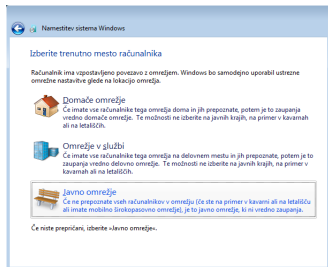 Namestitev sistema Windows
Izberite trenutno mesto računalnika
Računalnik ima vzpostavljeno povezavo z omrežjem. Windows bo samodejno uporabil ustrezne
omrežne nastavitve glede na lokacijo omrežja.
Domače omrežje
Če imate vse računalnike tega omrežja doma in jih prepoznate, potem je to zaupanja
vredno domače omrežje. Te možnosti ne izberite na javnih krajih, na primer v kavarnah
ali na letališčih.
Omrežje v službi
Če imate vse računalnike tega omrežja na delovnem mestu in jih prepoznate, potem je to
zaupanja vredno delovno omrežje. Te možnosti ne izberite na javnih krajih, na primer v
kavarnah ali na letališčih.
Javno omrežje
Če ne prepoznate vseh računalnikov v omrežju (če ste na primer v kavarni ali na letališču
ali imate mobilno širokopasovno omrežje), je to javno omrežje, ki ni vredno zaupanja.
Če niste prepričani, izberite »Javno omrežje«.